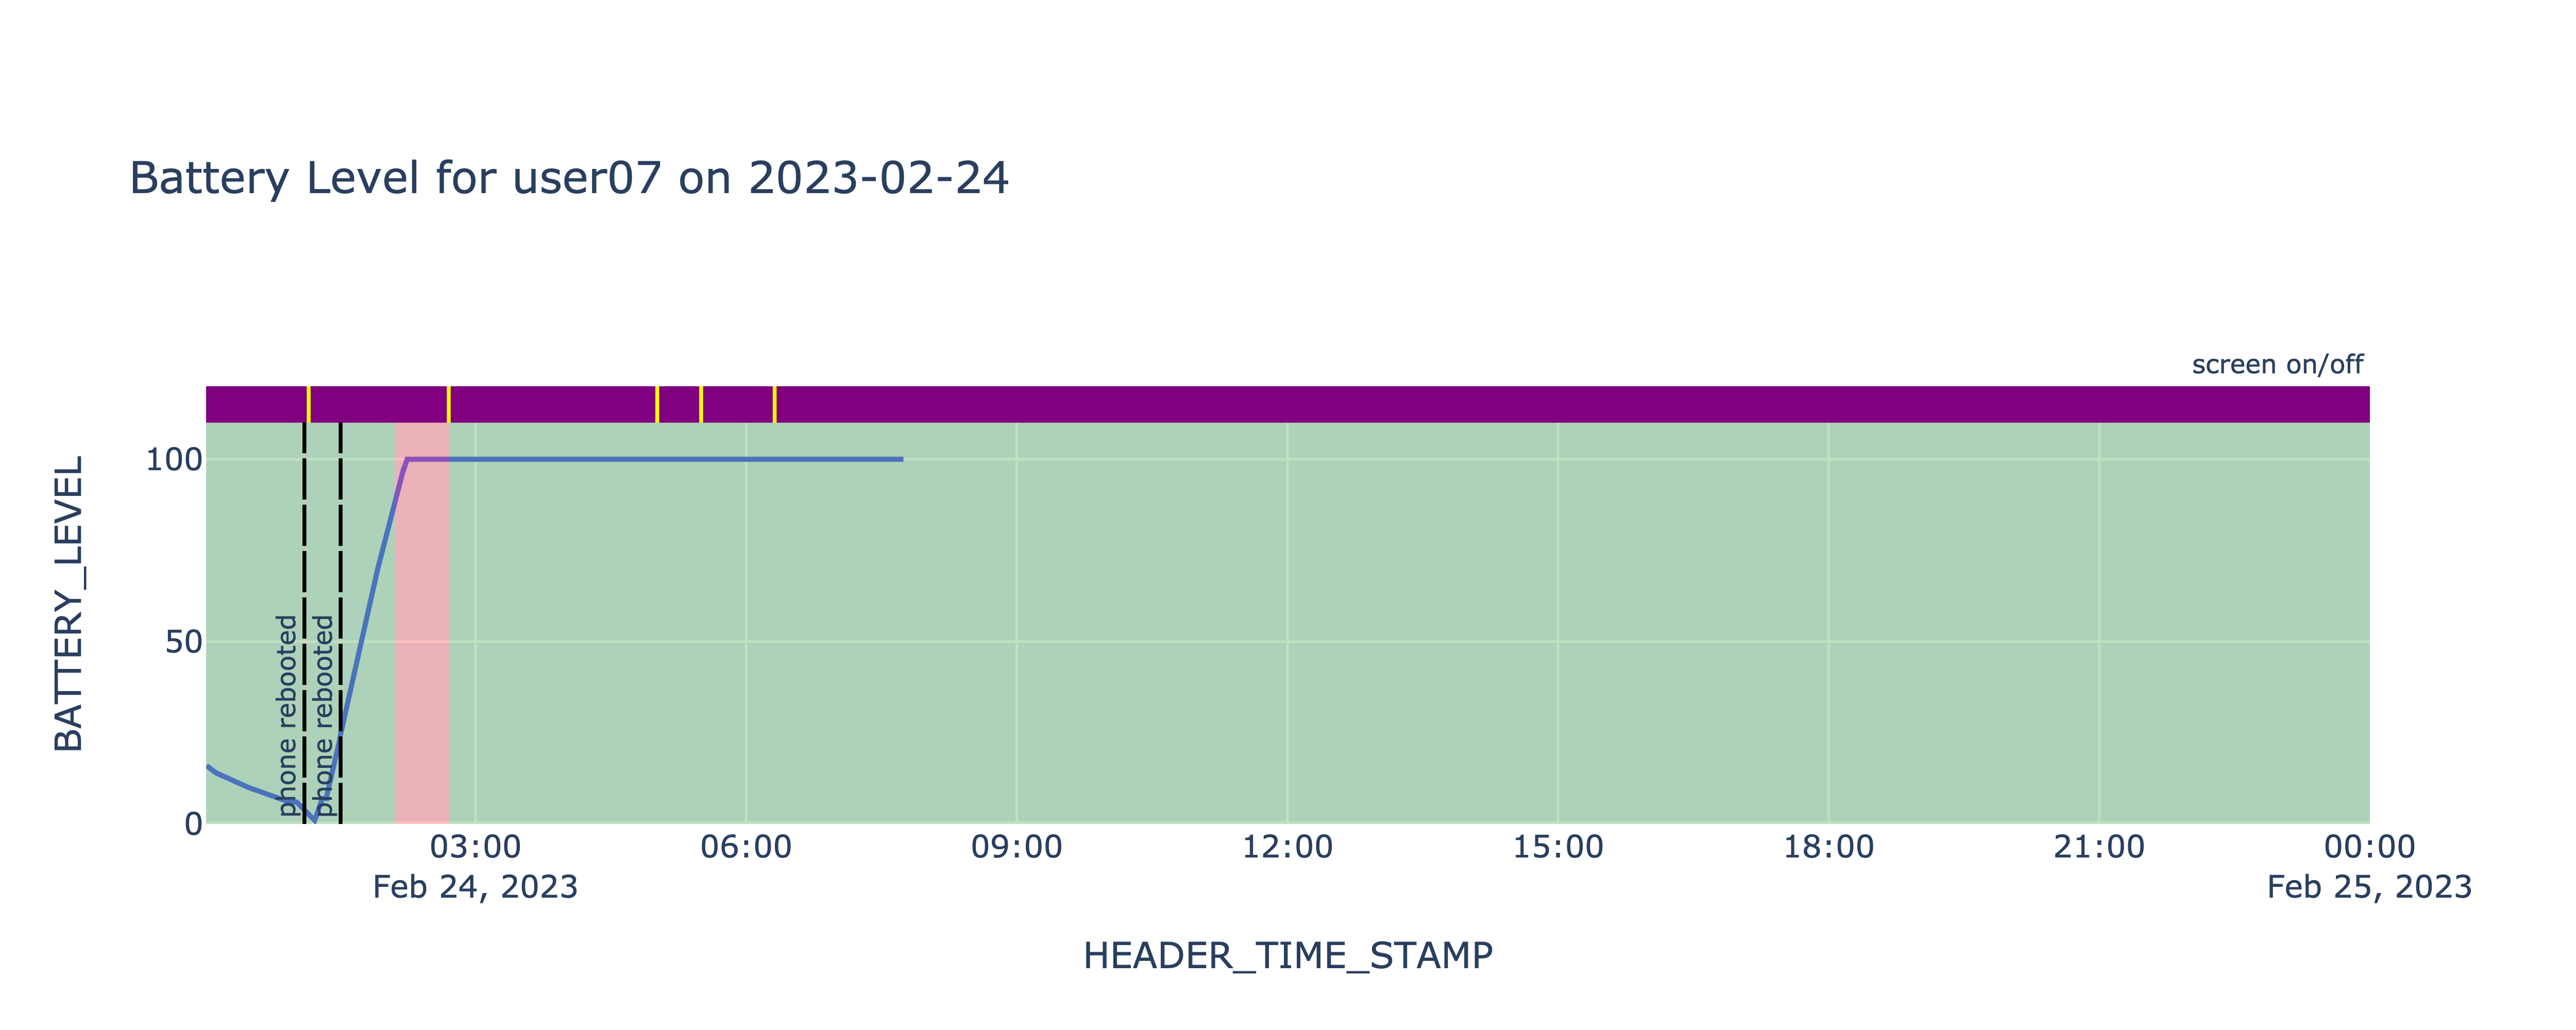 Battery Level for user07 on 2023-02-24
screen on/off
BATTERY_LEVEL
100
50
0
phone rebooted
phone rebooted
03:00 06:00 09:00 12:00 15:00 18:00 21:00 00:00
Feb 24, 2023 Feb 25, 2023
HEADER_TIME_STAMP